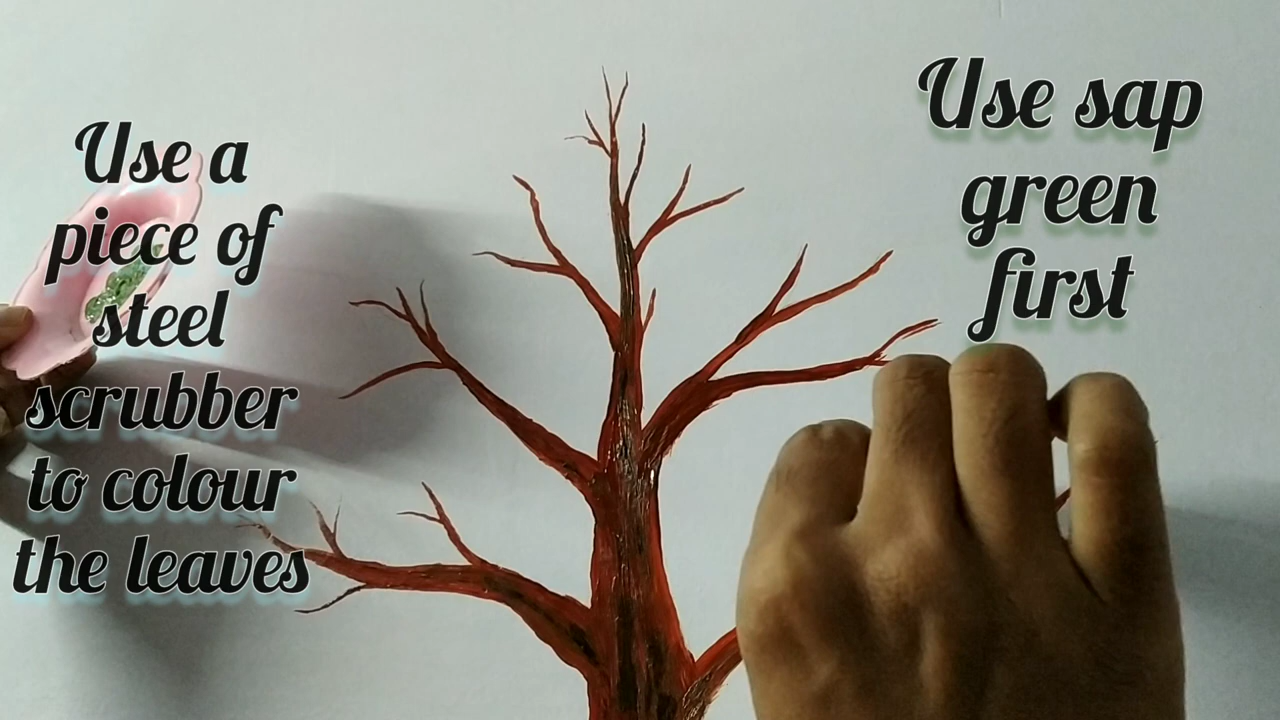 Use a
piece of
steel
scrubber
to colour
the leaves
Use sap
green
first